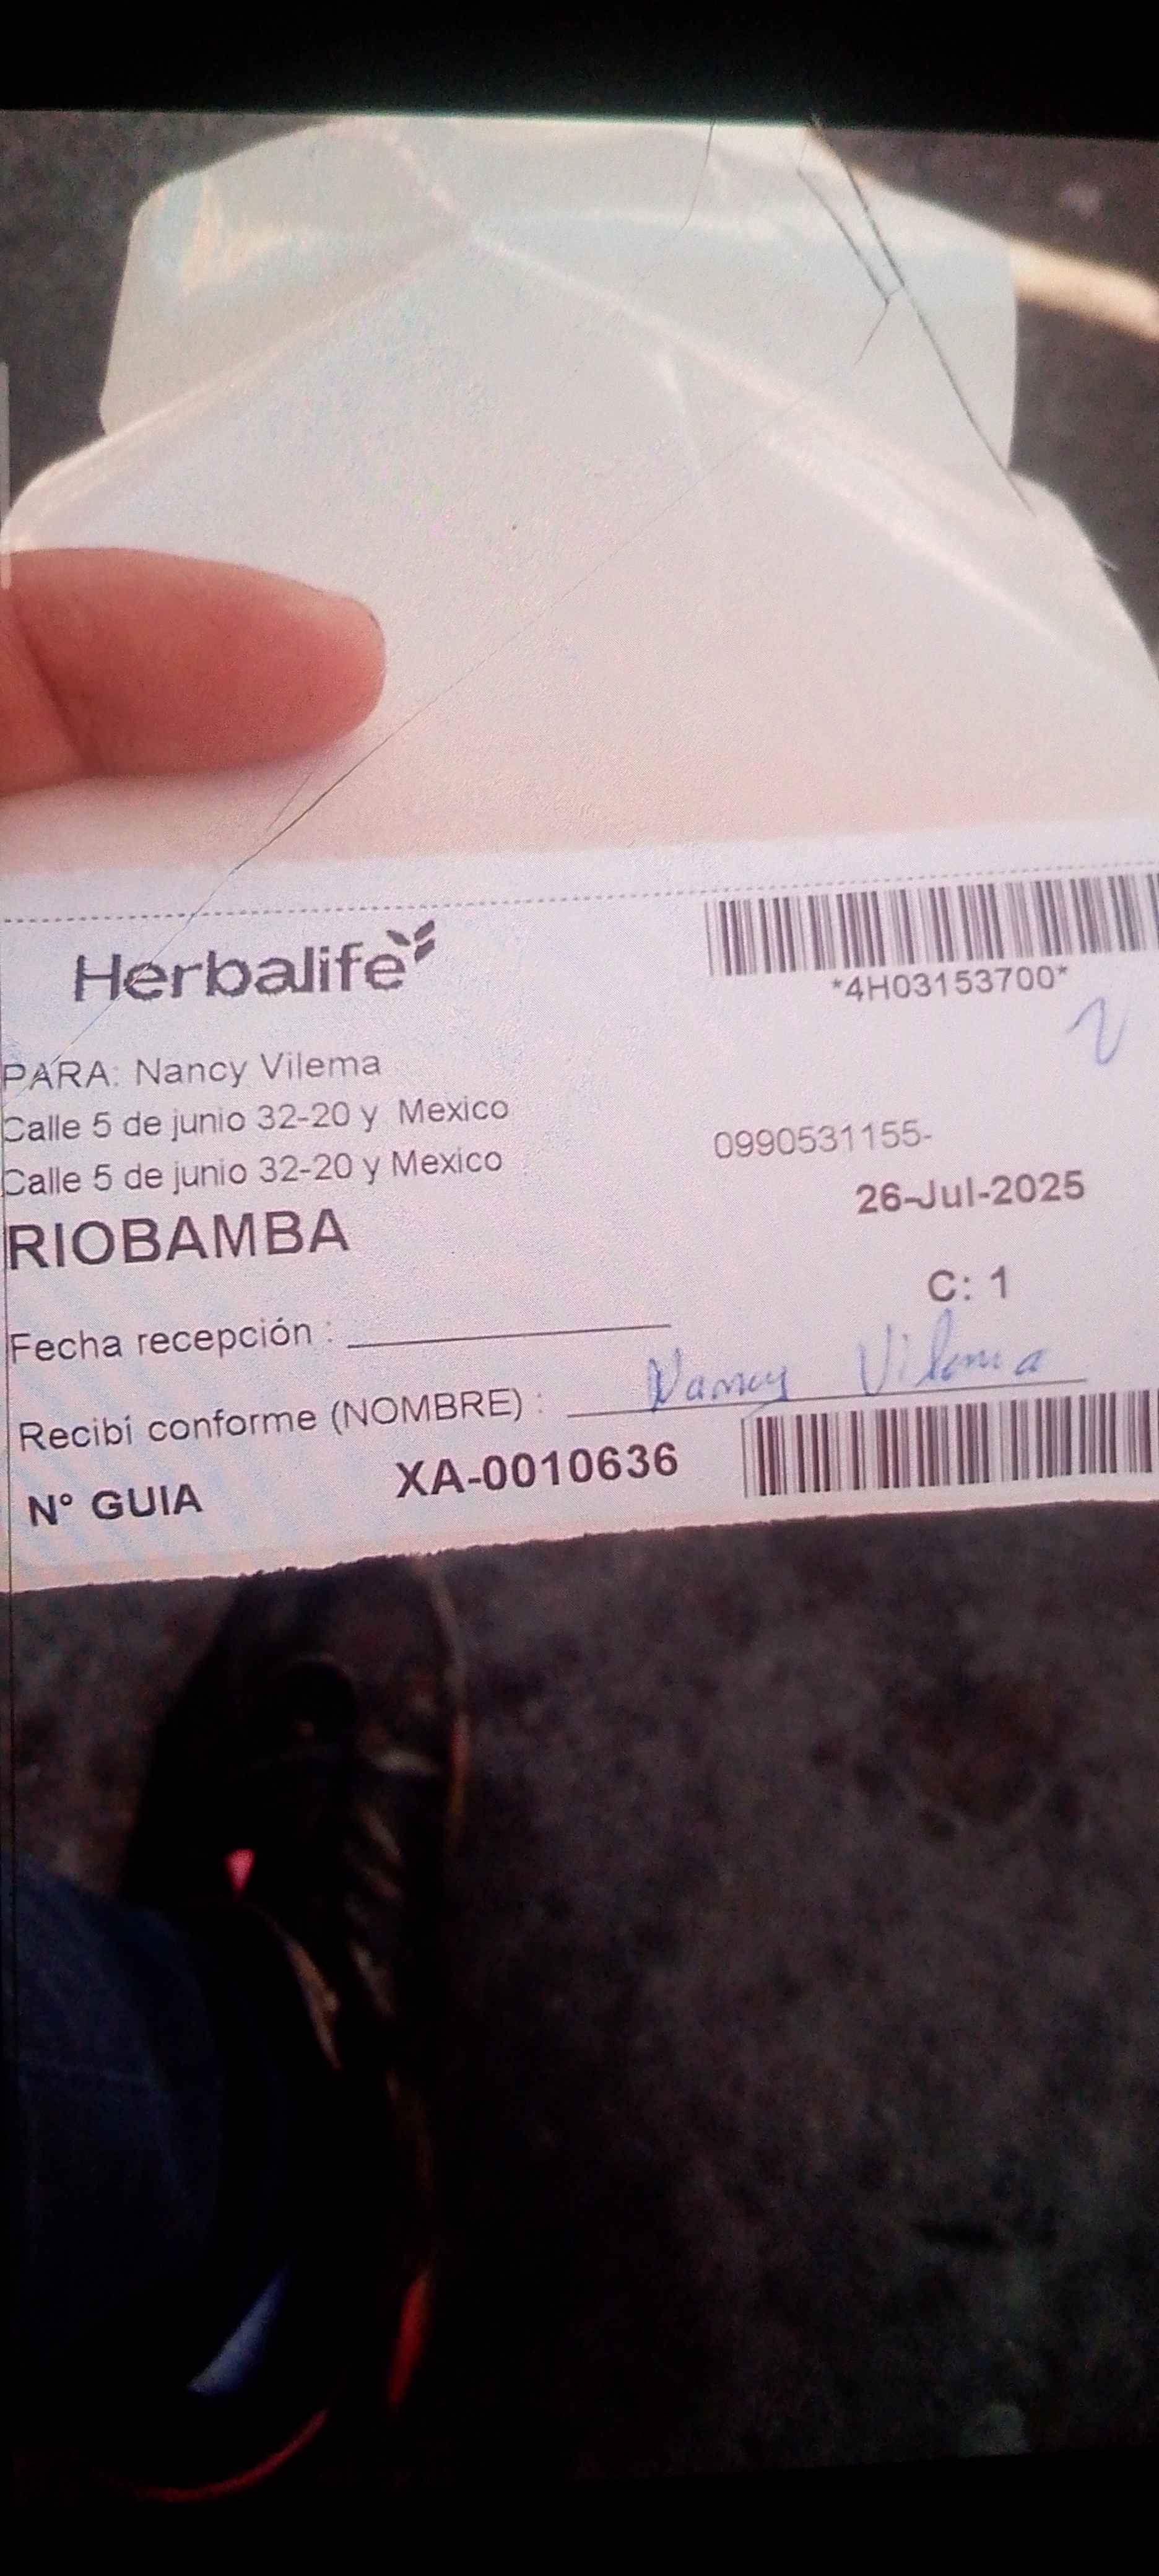 Herbalife
*4H03153700*
PARA: Nancy Vilema
Calle 5 de junio 32-20 y Mexico
0990531155-
Calle 5 de junio 32-20 y Mexico
26-Jul-2025
RIOBAMBA
C: 1
Fecha recepción :
Recibí conforme (NOMBRE) : Nancy Vilema
N° GUIA XA-0010636